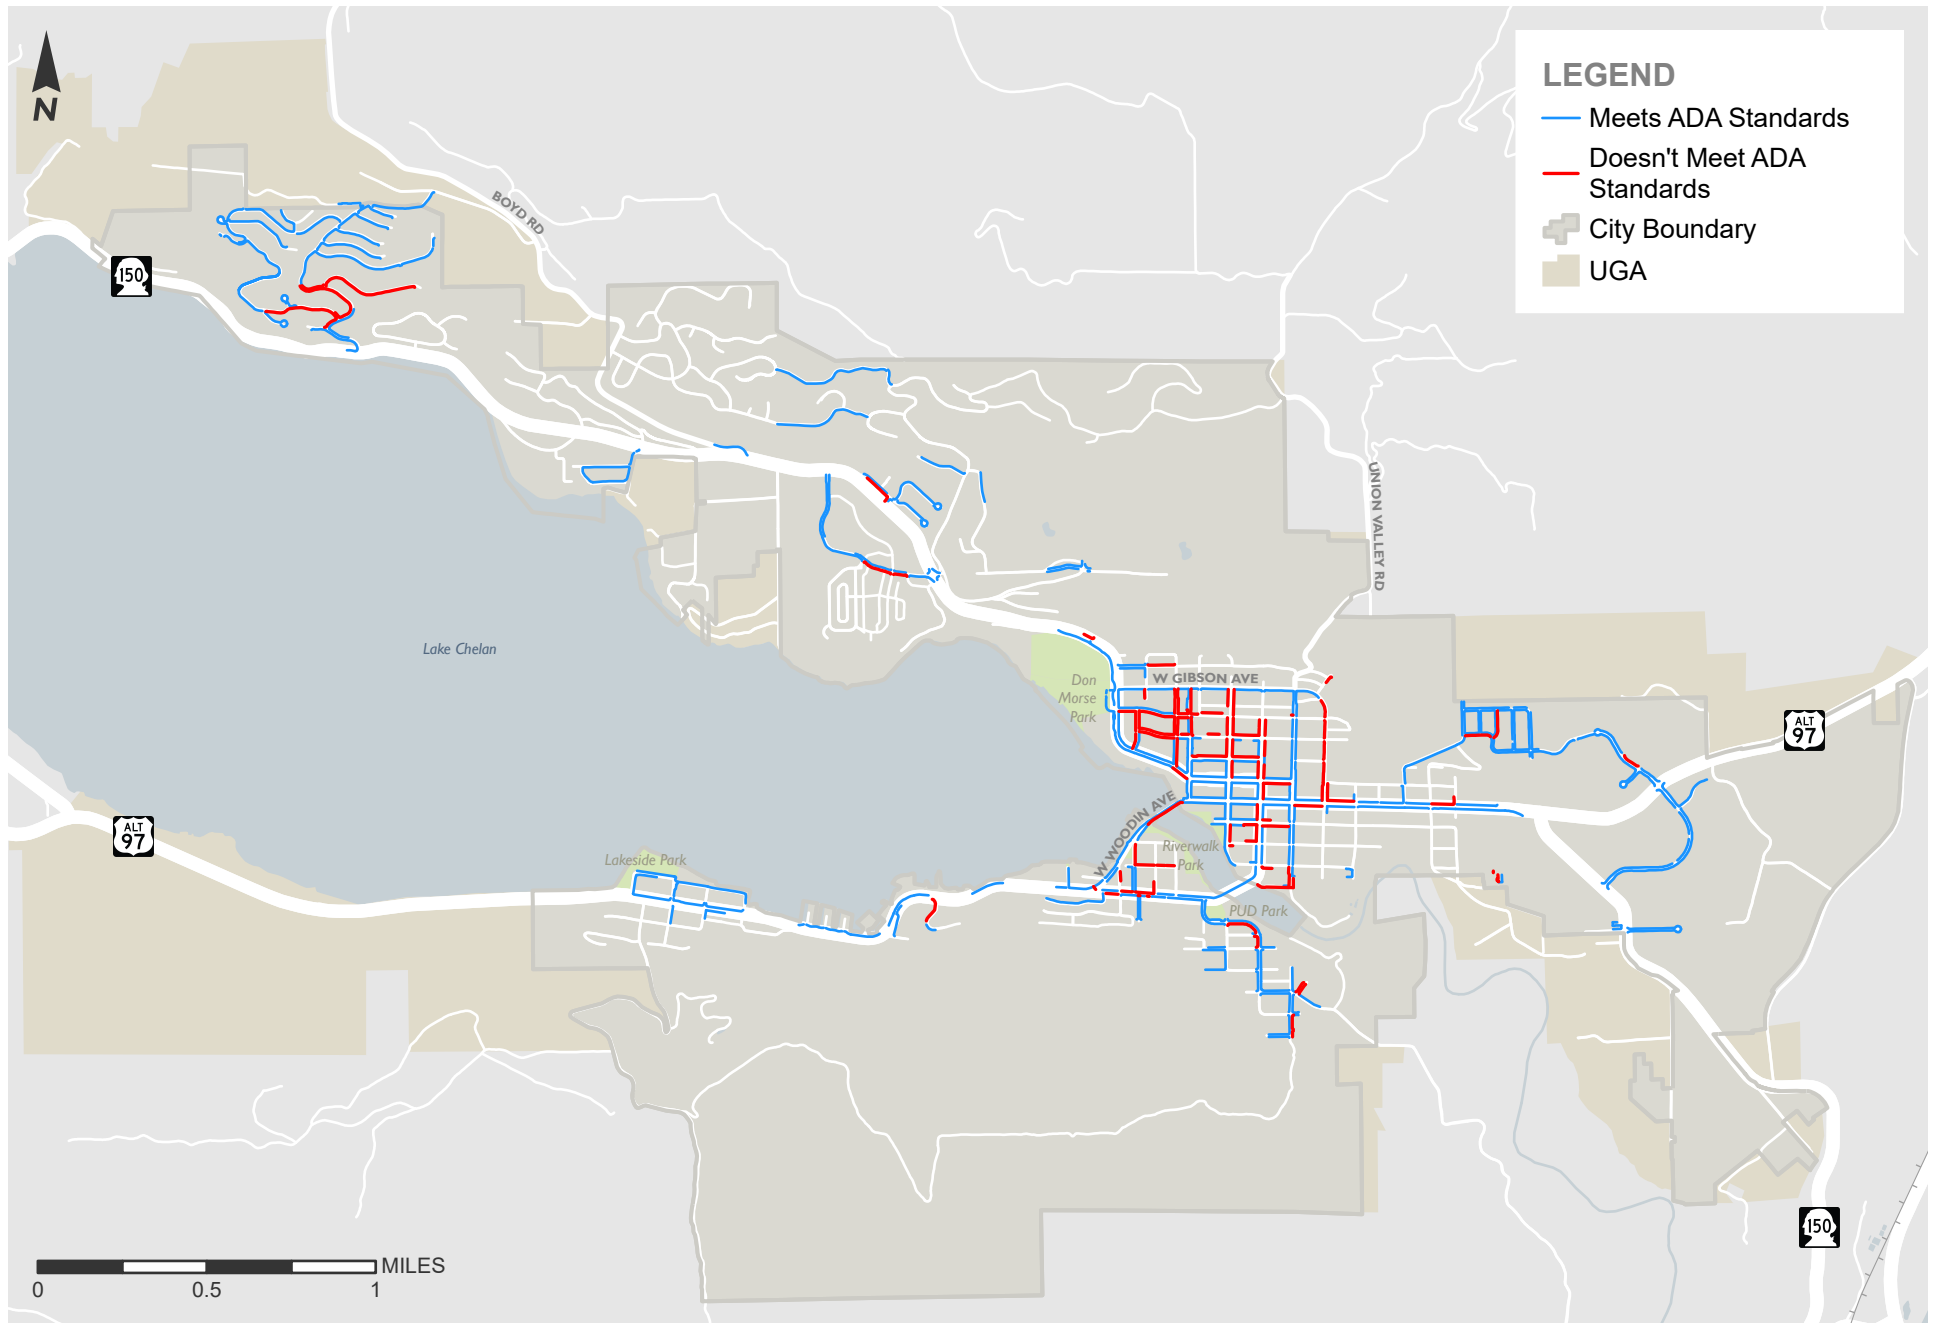 N
LEGEND
Meets ADA Standards
Doesn't Meet ADA
Standards
City Boundary
UGA
BOYD RD
150
UNION VALLEY RD
Lake Chelan
Don
Morse
Park
W GIBSON AVE
ALT
97
W WOODIN AVE
Riverwalk
Park
ALT
97
Lakeside Park
PUD Park
150
MILES
0
0.5
1